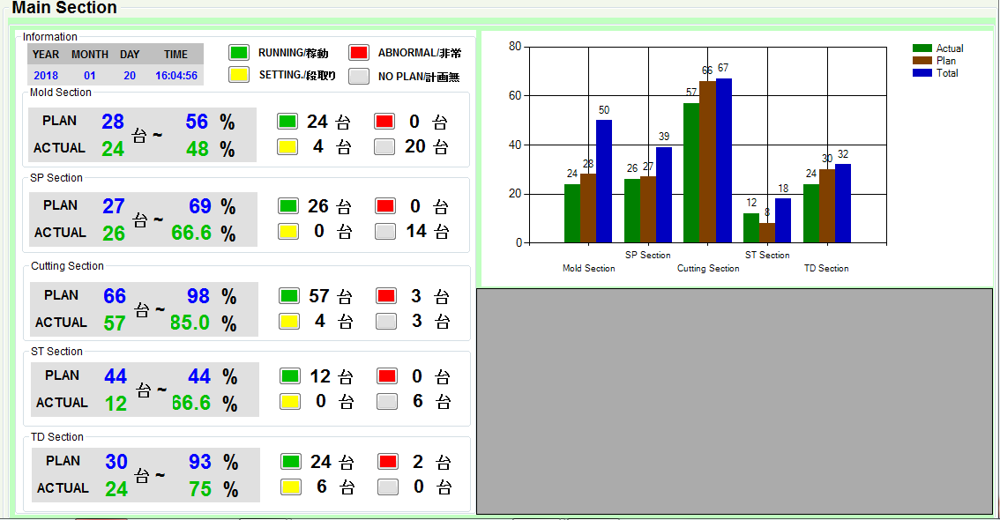 Main Section
Information
YEAR MONTH DAY TIME
2018 01 20 16:04:56
RUNNING/稼動 ABNORMAL/非常
SETTING./段取り NO PLAN/計画無
Mold Section
PLAN 28 台 ~ 56 %
ACTUAL 24 48 %
24 台 0 台
4 台 20 台
SP Section
PLAN 27 台 ~ 69 %
ACTUAL 26 66.6 %
26 台 0 台
0 台 14 台
Cutting Section
PLAN 66 台 ~ 98 %
ACTUAL 57 85.0 %
57 台 3 台
4 台 3 台
ST Section
PLAN 44 台 ~ 44 %
ACTUAL 12 66.6 %
12 台 0 台
0 台 6 台
TD Section
PLAN 30 台 ~ 93 %
ACTUAL 24 75 %
24 台 2 台
6 台 0 台
80
60
40
20
0
24 28 50
26 27 39
57 66 67
12 8 18
24 30 32
Mold Section
SP Section
Cutting Section
ST Section
TD Section
Actual
Plan
Total